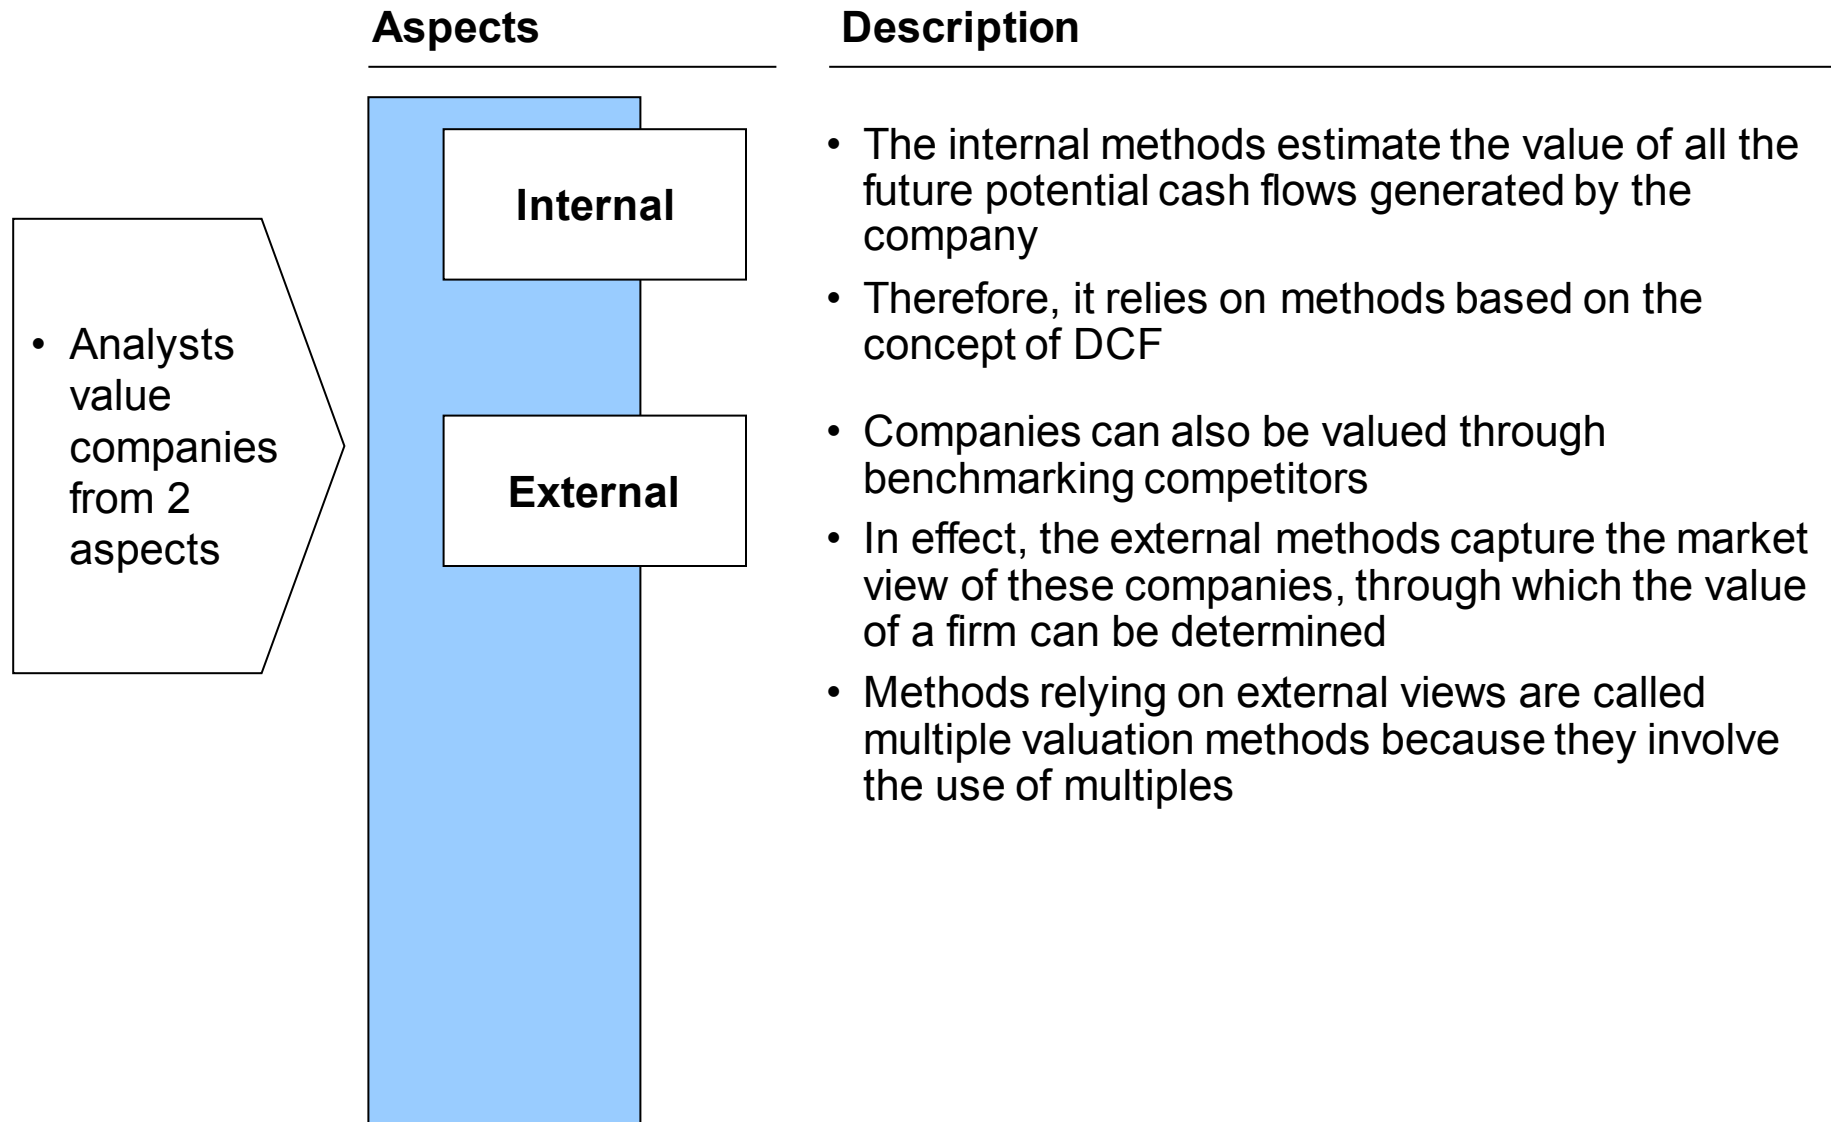 Aspects
Description
• Analysts
value
companies
from 2
aspects
Internal
• The internal methods estimate the value of all the
future potential cash flows generated by the
company
• Therefore, it relies on methods based on the
concept of DCF
External
• Companies can also be valued through
benchmarking competitors
• In effect, the external methods capture the market
view of these companies, through which the value
of a firm can be determined
• Methods relying on external views are called
multiple valuation methods because they involve
the use of multiples